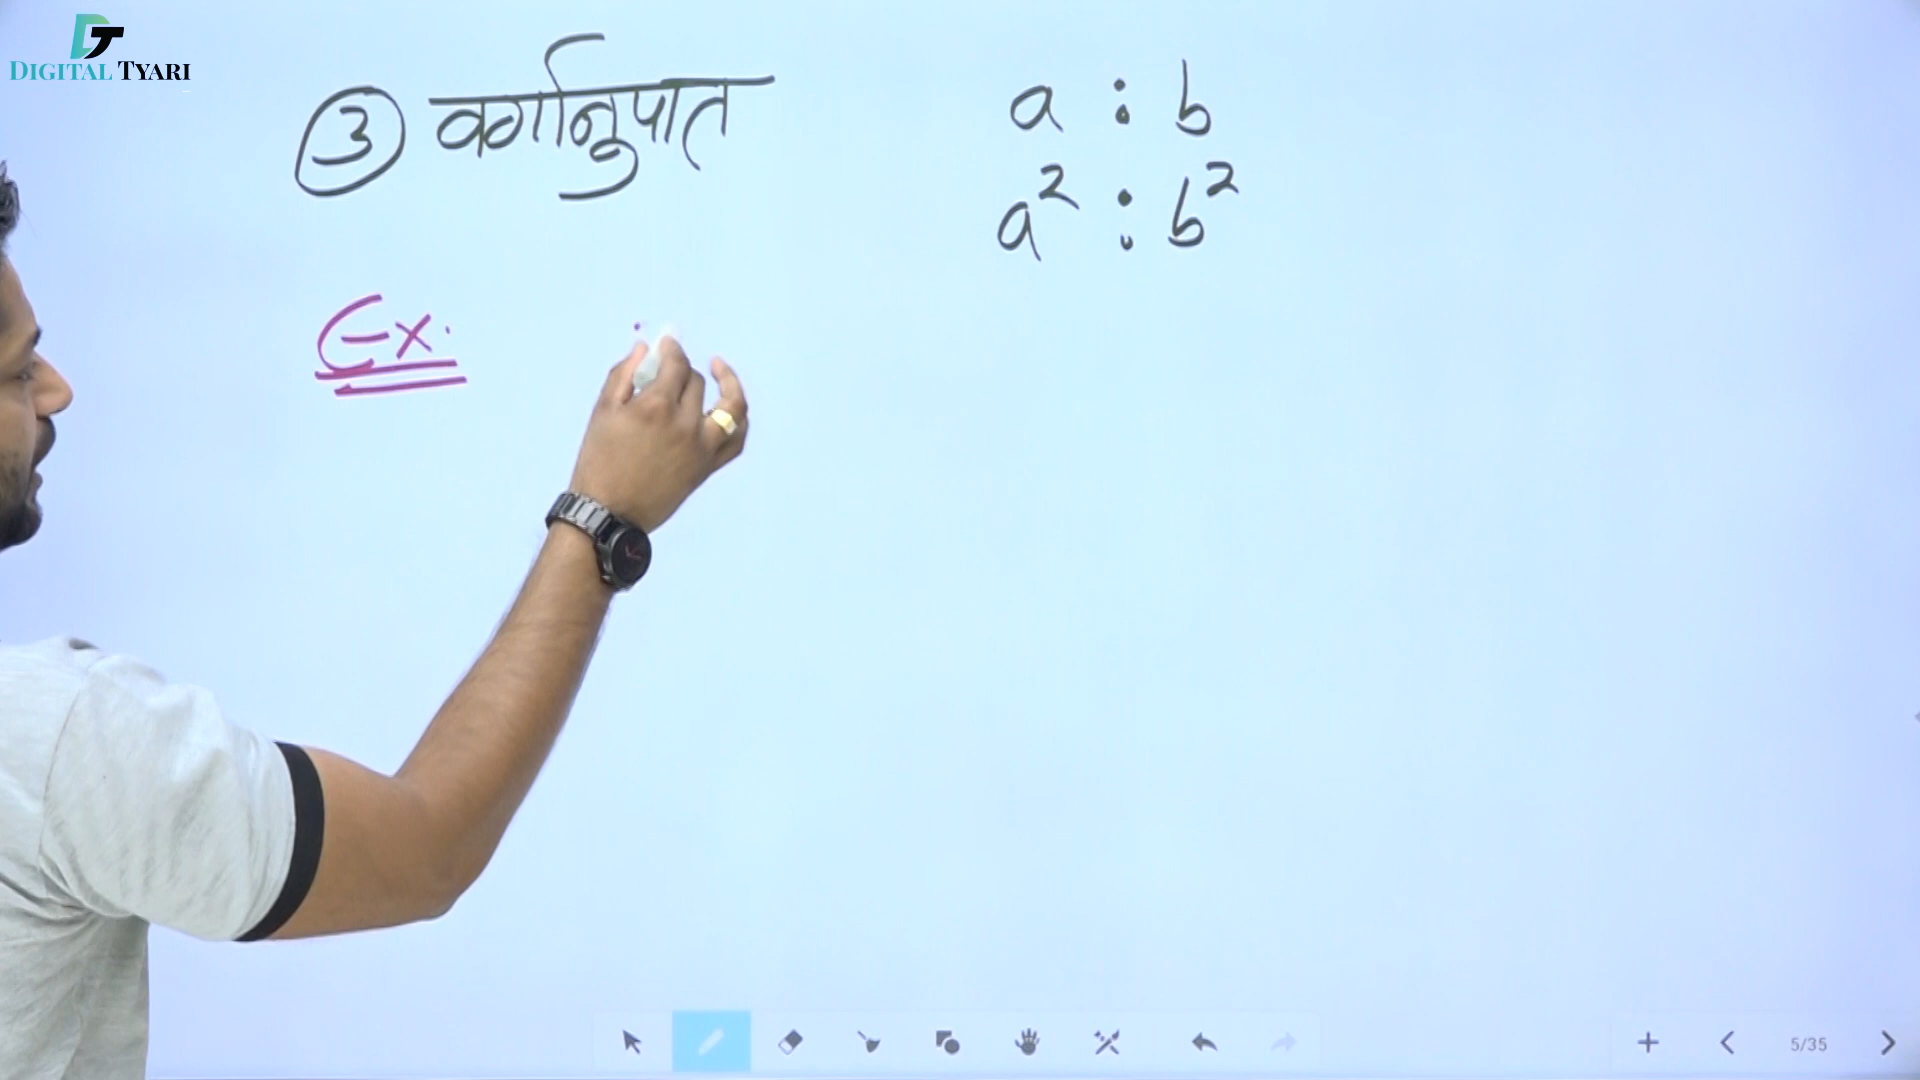 DIGITAL TYARI
③ वर्गानुपात
a : b
a² : b²
Ex.
5/35